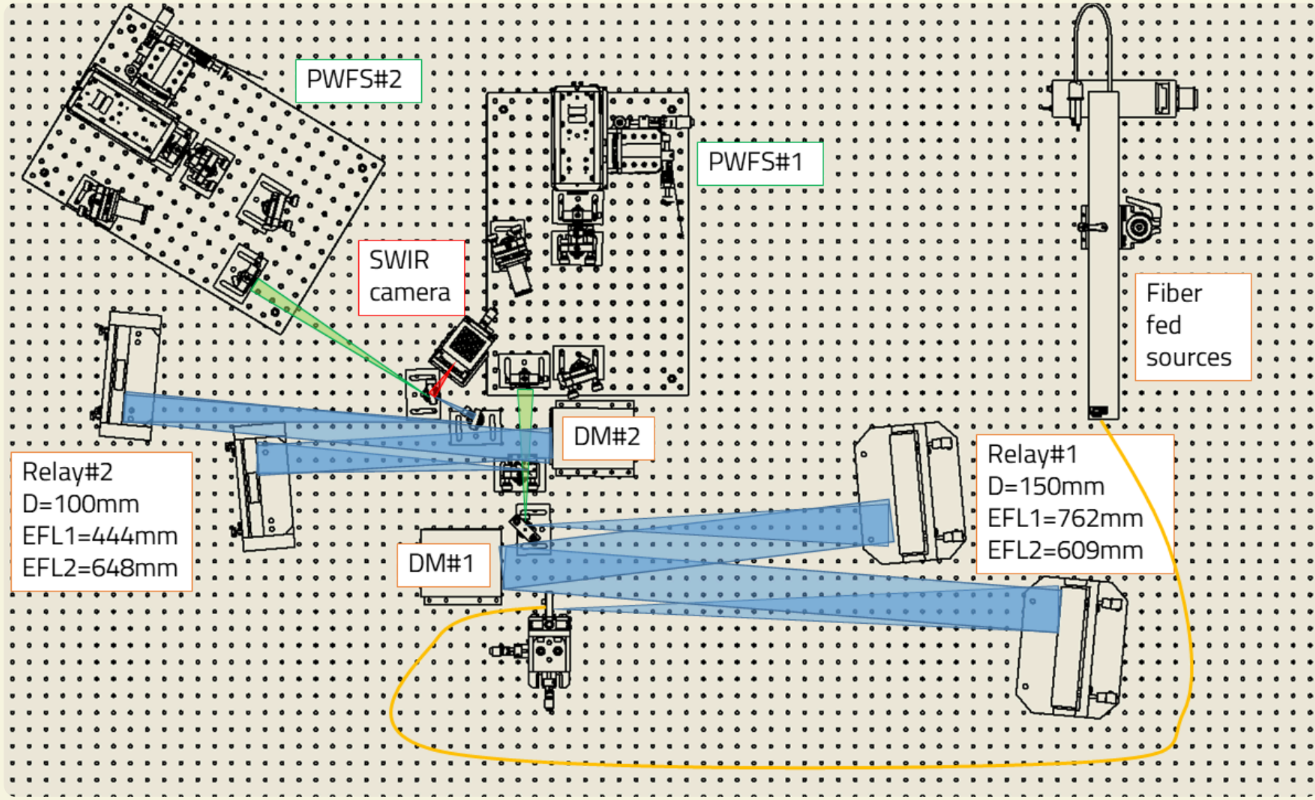 PWFS#2
PWFS#1
SWIR
camera
Fiber
fed
sources
DM#2
Relay#2
D=100mm
EFL1=444mm
EFL2=648mm
Relay#1
D=150mm
EFL1=762mm
EFL2=609mm
DM#1